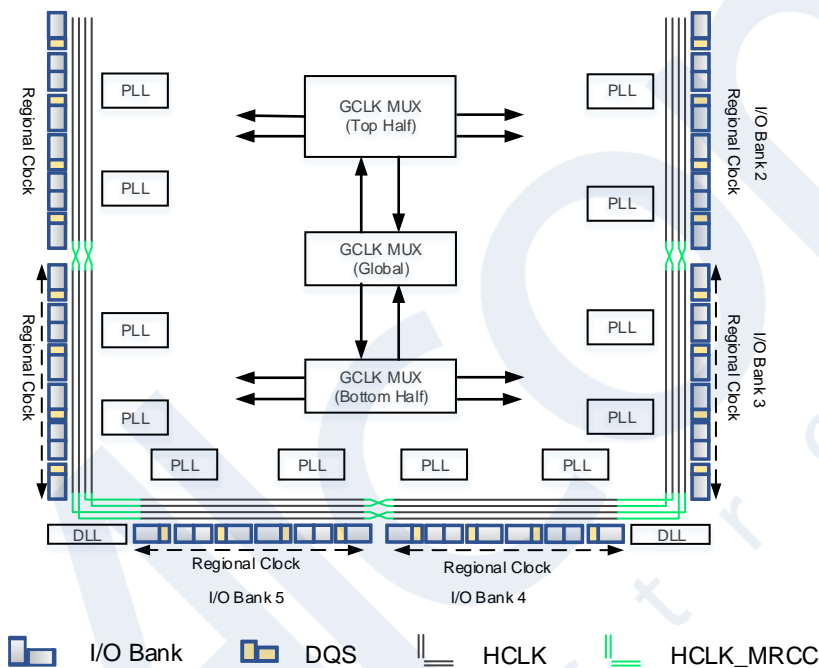 PLL
GCLK MUX
(Top Half)
PLL
Regional Clock
Regional Clock
I/O Bank 2
PLL
PLL
GCLK MUX
(Global)
PLL
PLL
Regional Clock
Regional Clock
I/O Bank 3
GCLK MUX
(Bottom Half)
PLL
PLL
PLL
PLL
PLL
PLL
DLL
DLL
Regional Clock
Regional Clock
I/O Bank 5
I/O Bank 4
I/O Bank
DQS
HCLK
HCLK_MRCC